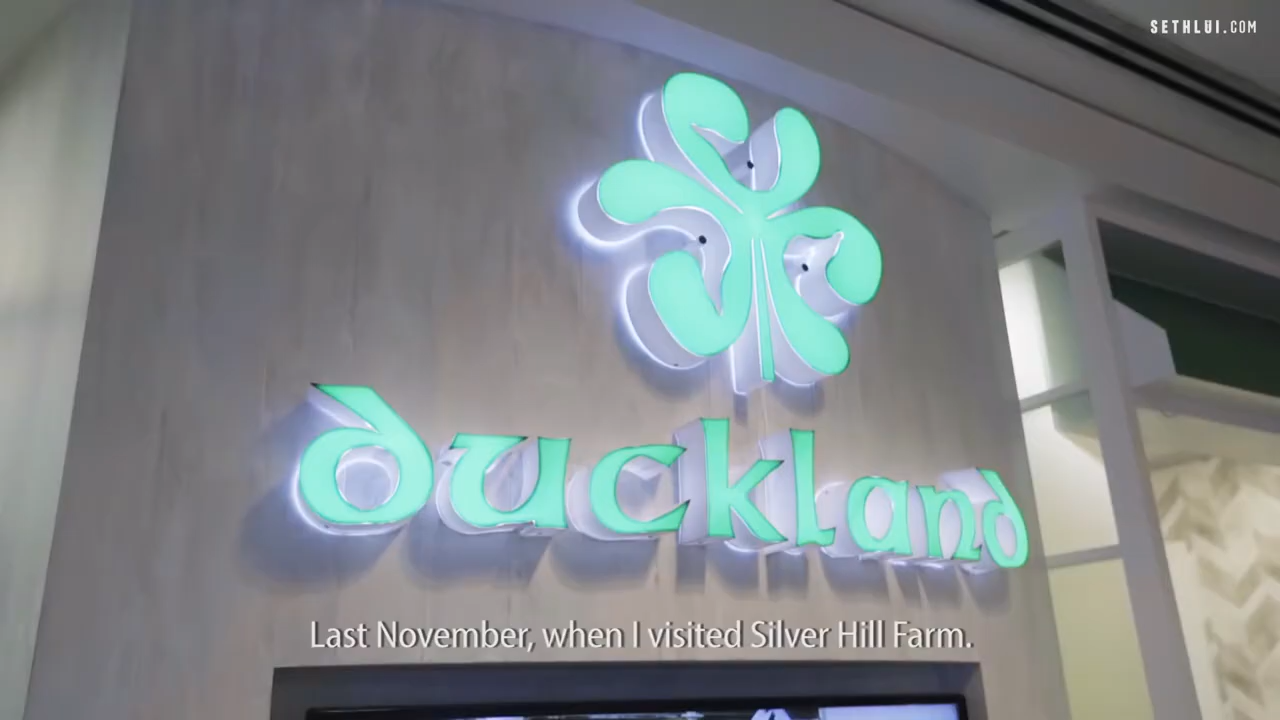 SETHLUI.COM
duckland
Last November, when I visited Silver Hill Farm.